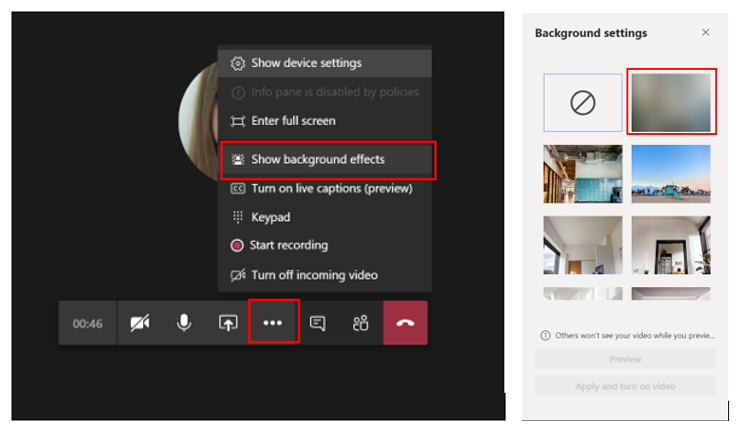 Show device settings
Info pane is disabled by policies
Enter full screen
Show background effects
CC Turn on live captions (preview)
Keypad
Start recording
Turn off incoming video
00:46
Background settings
Others won't see your video while you previe...
Preview
Apply and turn on video